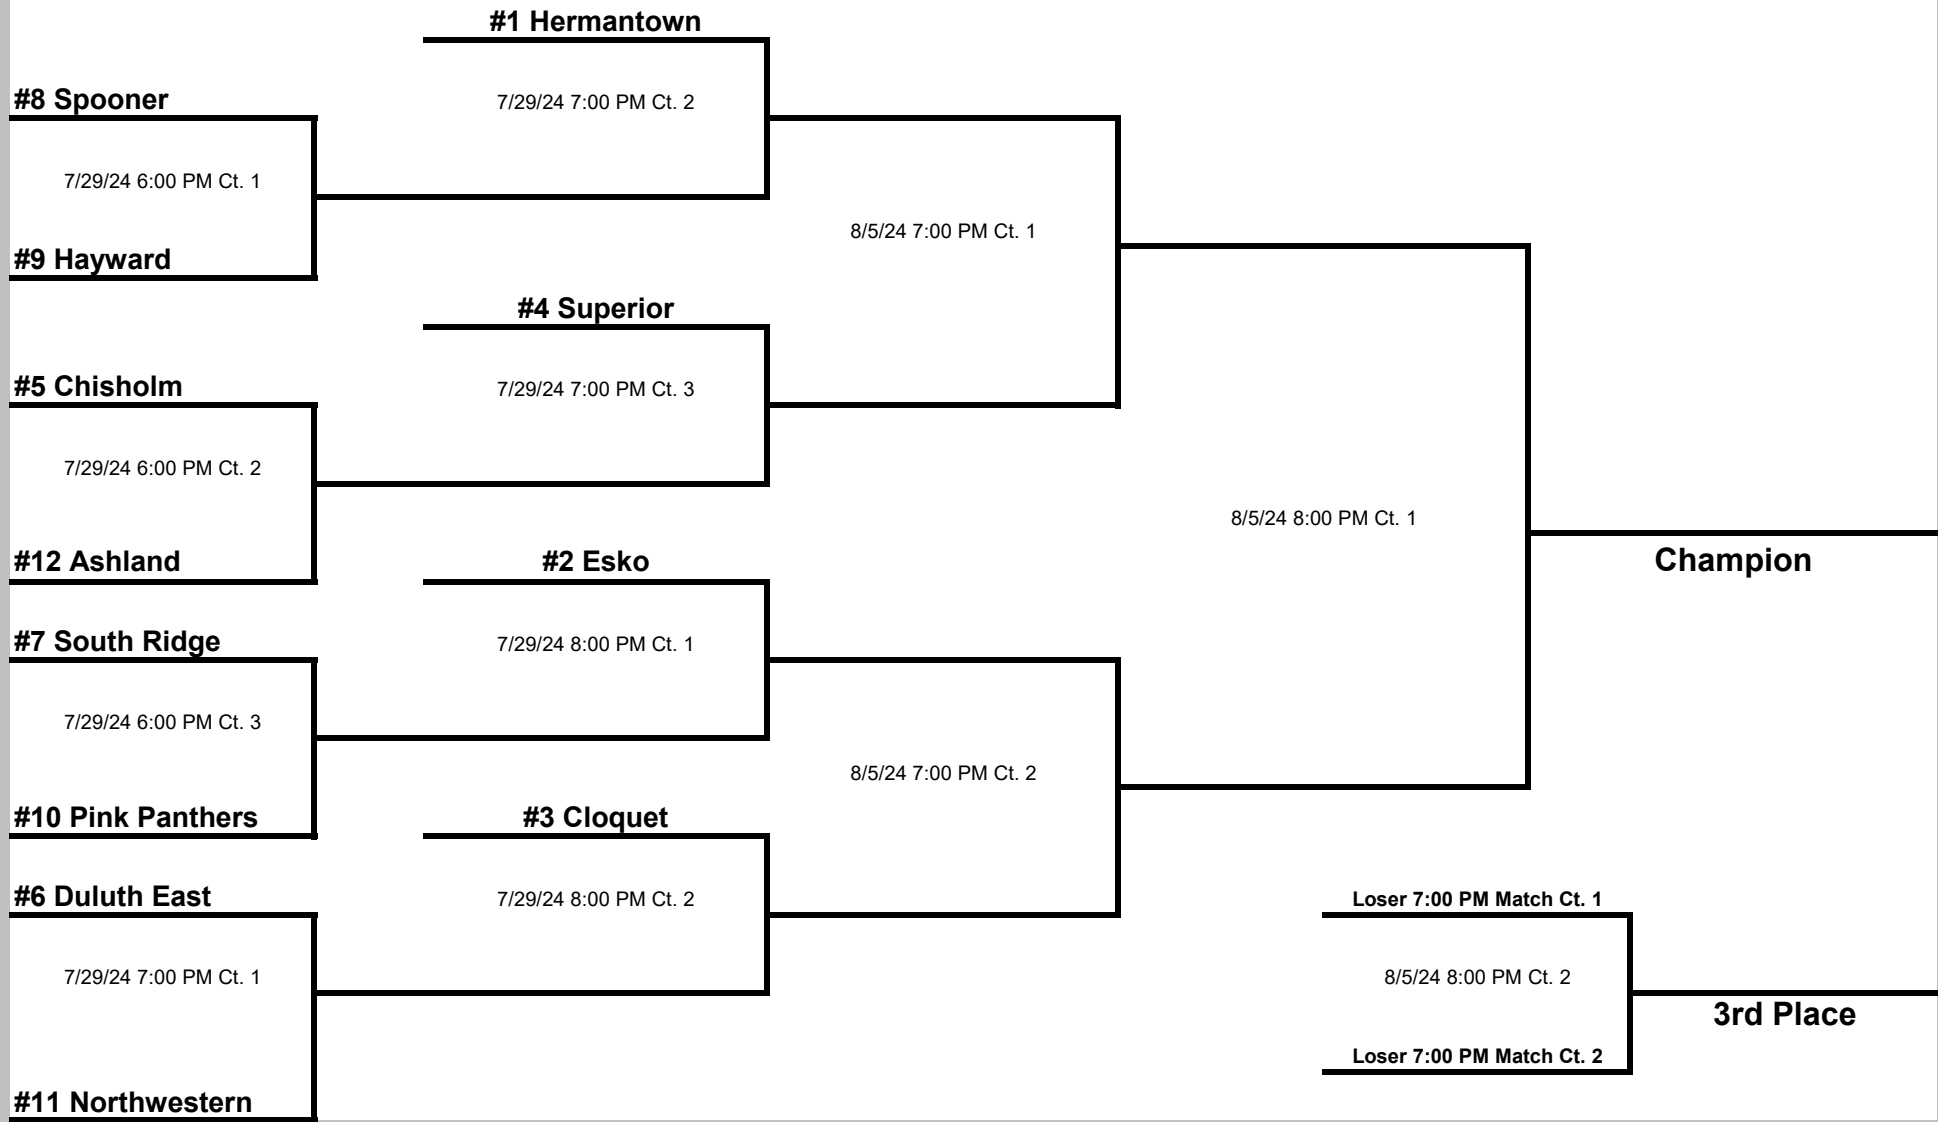 #1 Hermantown
#8 Spooner
7/29/24 7:00 PM Ct. 2
7/29/24 6:00 PM Ct. 1
8/5/24 7:00 PM Ct. 1
#9 Hayward
#4 Superior
#5 Chisholm
7/29/24 7:00 PM Ct. 3
7/29/24 6:00 PM Ct. 2
8/5/24 8:00 PM Ct. 1
#12 Ashland
#2 Esko
Champion
#7 South Ridge
7/29/24 8:00 PM Ct. 1
7/29/24 6:00 PM Ct. 3
8/5/24 7:00 PM Ct. 2
#10 Pink Panthers
#3 Cloquet
#6 Duluth East
7/29/24 8:00 PM Ct. 2
Loser 7:00 PM Match Ct. 1
7/29/24 7:00 PM Ct. 1
8/5/24 8:00 PM Ct. 2
3rd Place
Loser 7:00 PM Match Ct. 2
#11 Northwestern